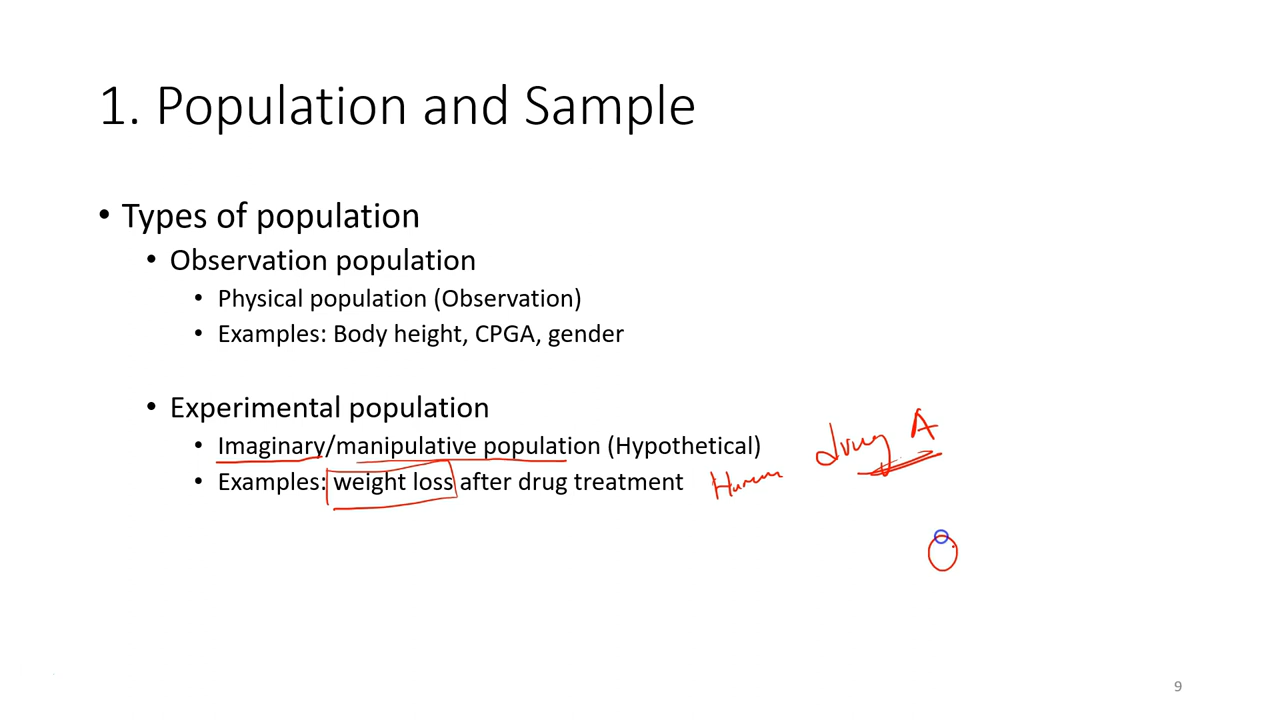 1. Population and Sample
• Types of population
• Observation population
• Physical population (Observation)
• Examples: Body height, CPGA, gender
• Experimental population
• Imaginary/manipulative population (Hypothetical)
drug A
• Examples: weight loss after drug treatment
Human
9